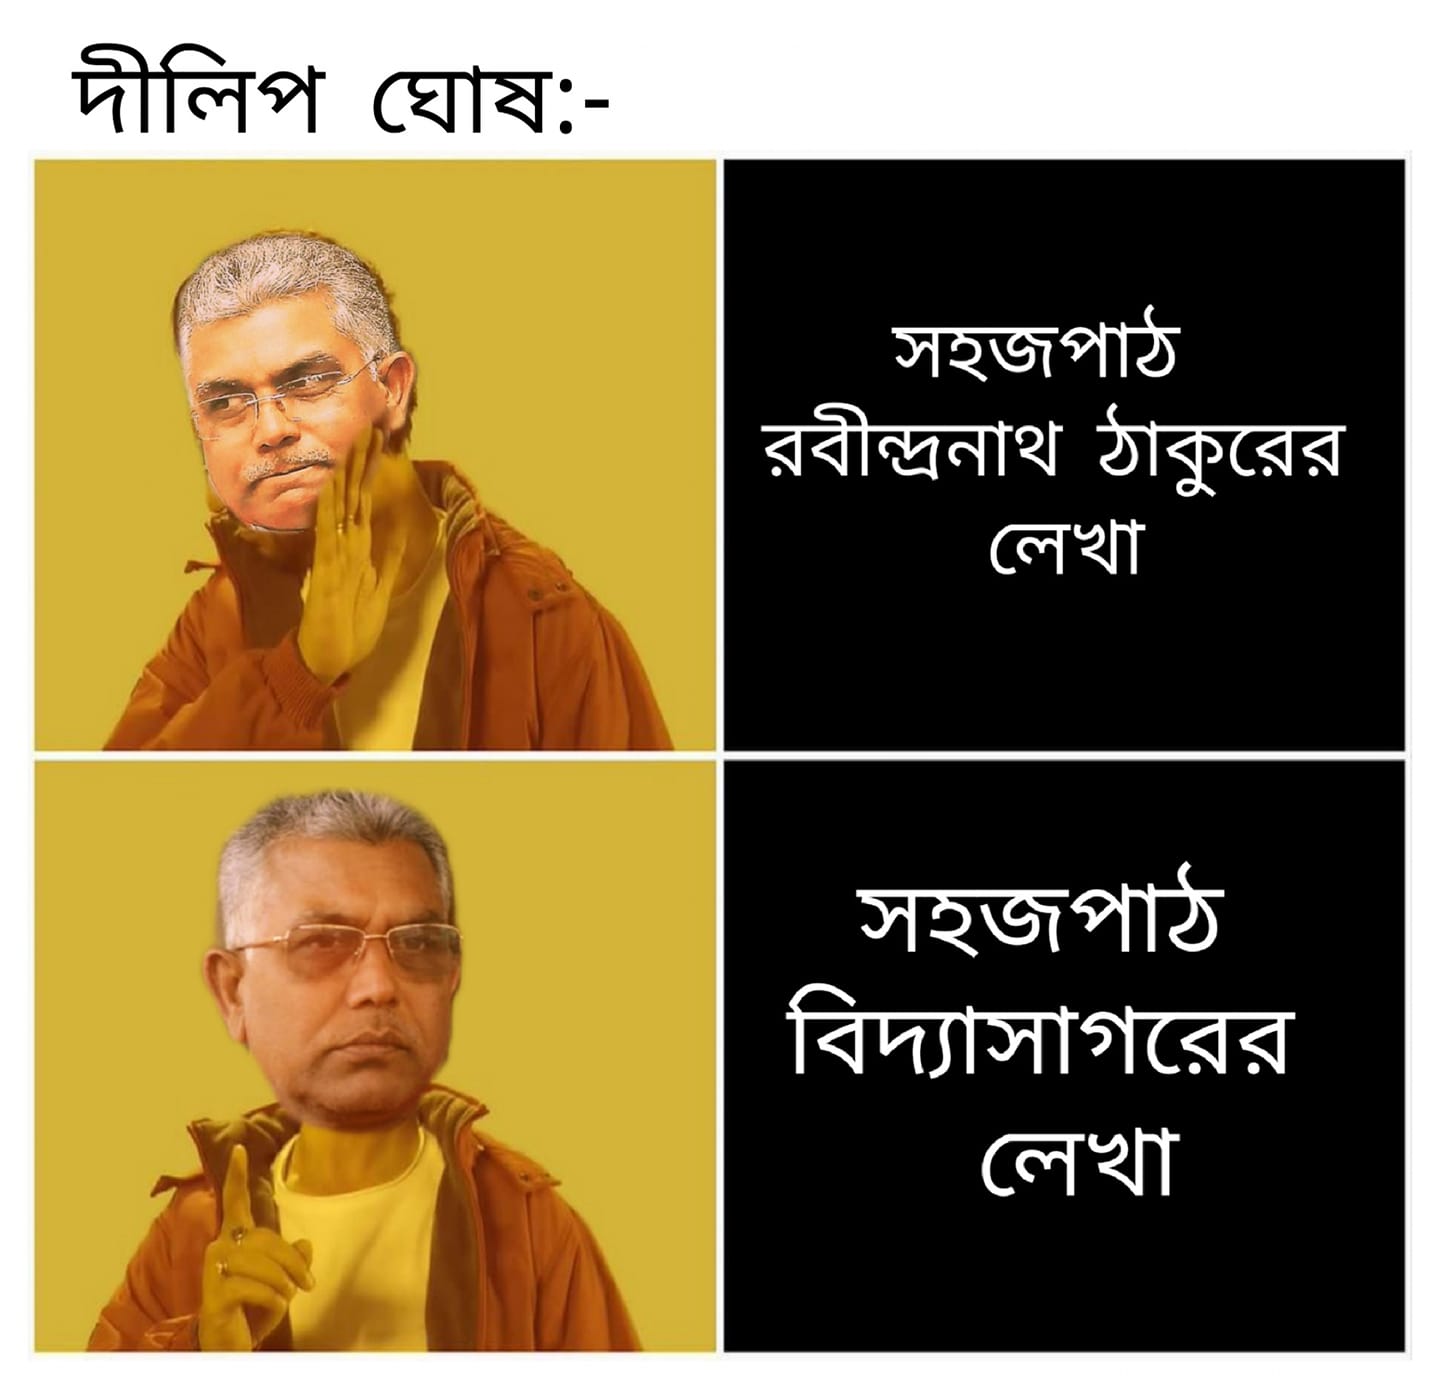 দীলিপ ঘোষ:-
সহজপাঠ
রবীন্দ্রনাথ ঠাকুরের
লেখা
সহজপাঠ
বিদ্যাসাগরের
লেখা